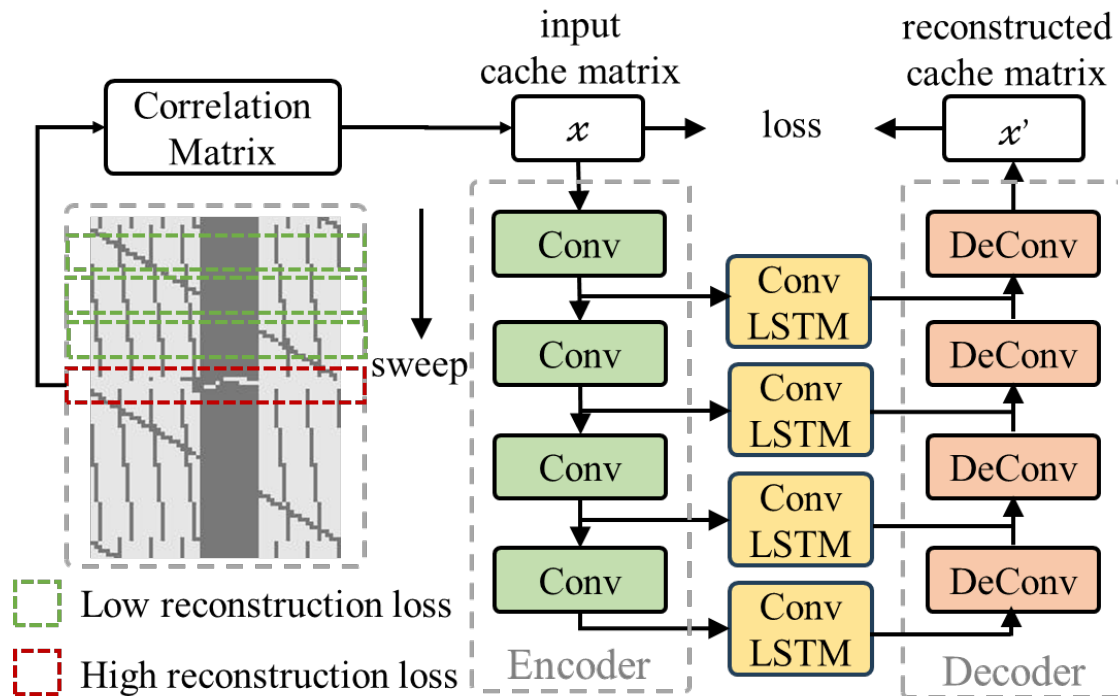 input
cache matrix
reconstructed
cache matrix
Correlation
Matrix
x
loss
x’
sweep
Conv
Conv
Conv
Conv
Conv
LSTM
Conv
LSTM
Conv
LSTM
Conv
LSTM
DeConv
DeConv
DeConv
DeConv
Encoder
Decoder
Low reconstruction loss
High reconstruction loss